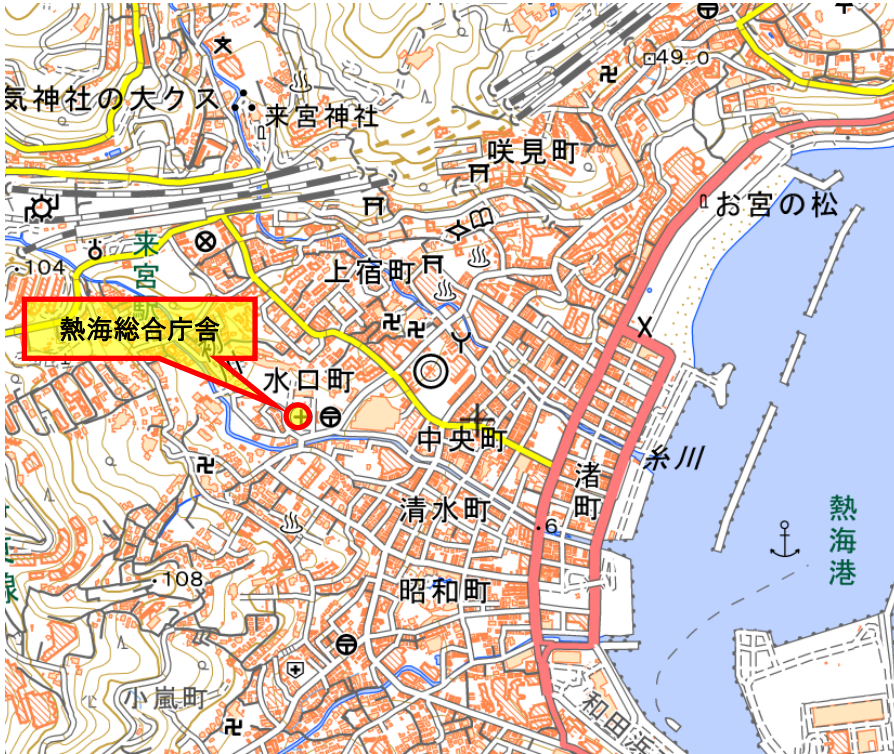 49.0
気神社の大クス
来宮神社
咲見町
お宮の松
来宮駅
104
上宿町
熱海総合庁舎
水口町
中央町
糸川
渚町
清水町
6
熱海港
108
昭和町
小嵐町
和田浜
線